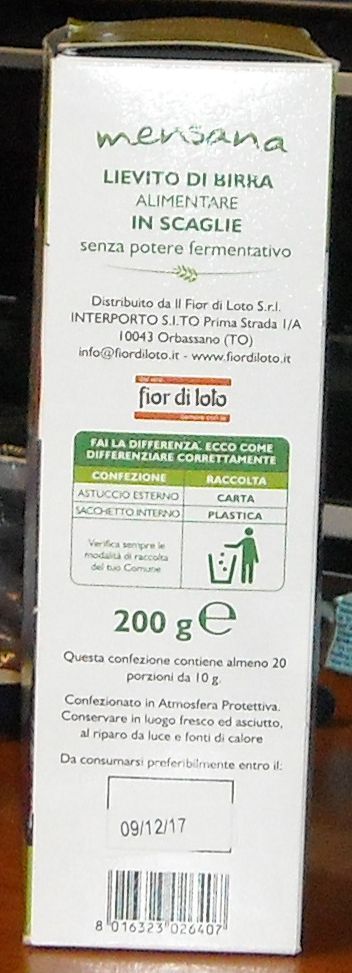 mensana
LIEVITO DI BIRRA
ALIMENTARE
IN SCAGLIE
senza potere fermentativo
Distribuito da Il Fior di Loto S.r.l.
INTERPORTO S.I.TO Prima Strada 1/A
10043 Orbassano (TO)
info@fiordiloto.it - www.fiordiloto.it
fior di loto
FAI LA DIFFERENZA. ECCO COME
DIFFERENZIARE CORRETTAMENTE
CONFEZIONE RACCOLTA
ASTUCCIO ESTERNO CARTA
SACCHETTO INTERNO PLASTICA
Verifica sempre le
modalità di raccolta
del tuo Comune
200 g e
Questa confezione contiene almeno 20
porzioni da 10 g.
Confezionato in Atmosfera Protettiva.
Conservare in luogo fresco ed asciutto,
al riparo da luce e fonti di calore
Da consumarsi preferibilmente entro il:
09/12/17
8 016323 026407